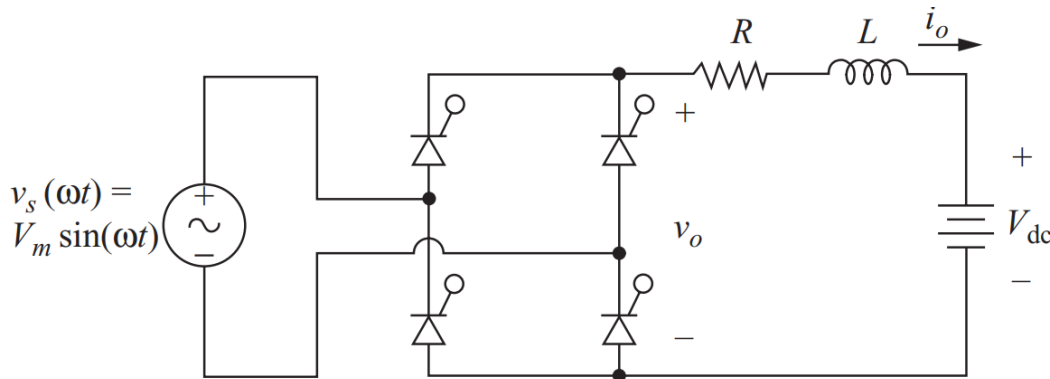 R
L
i_o
+
v_s (ωt) =
V_m sin(ωt)
+
−
v_o
−
+
V_dc
−